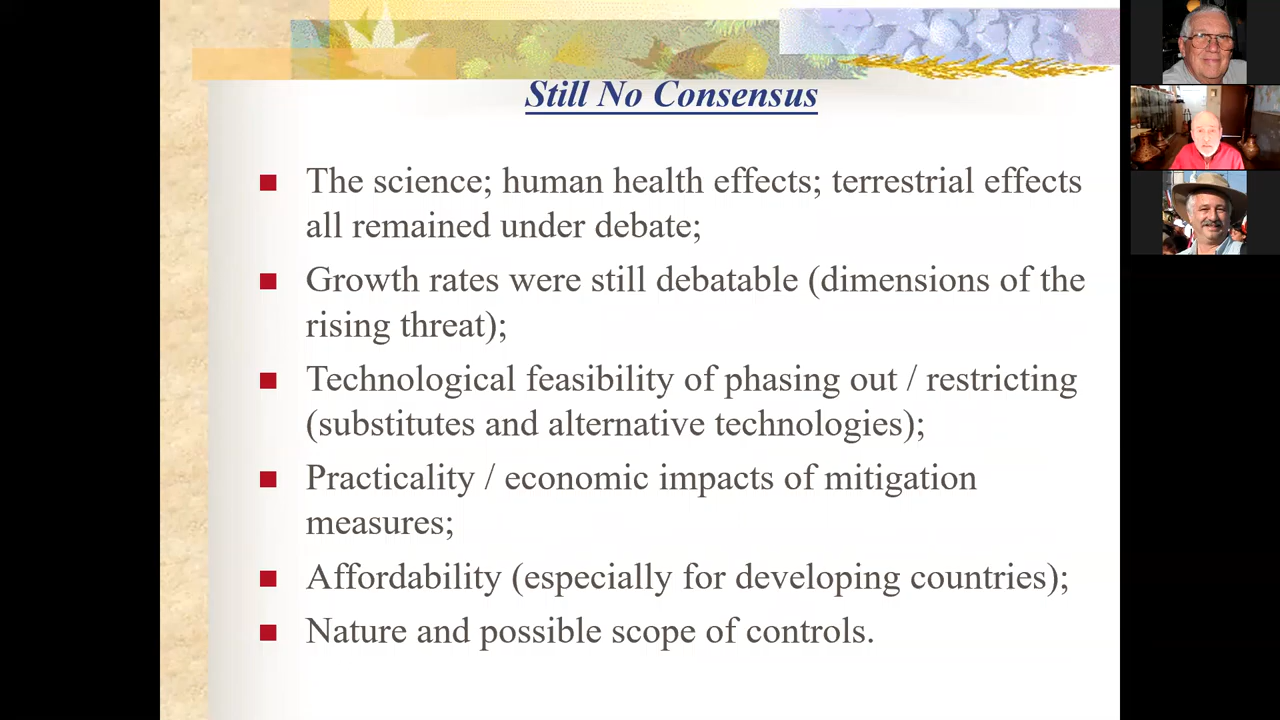 Still No Consensus
The science; human health effects; terrestrial effects
all remained under debate;
Growth rates were still debatable (dimensions of the
rising threat);
Technological feasibility of phasing out / restricting
(substitutes and alternative technologies);
Practicality / economic impacts of mitigation
measures;
Affordability (especially for developing countries);
Nature and possible scope of controls.